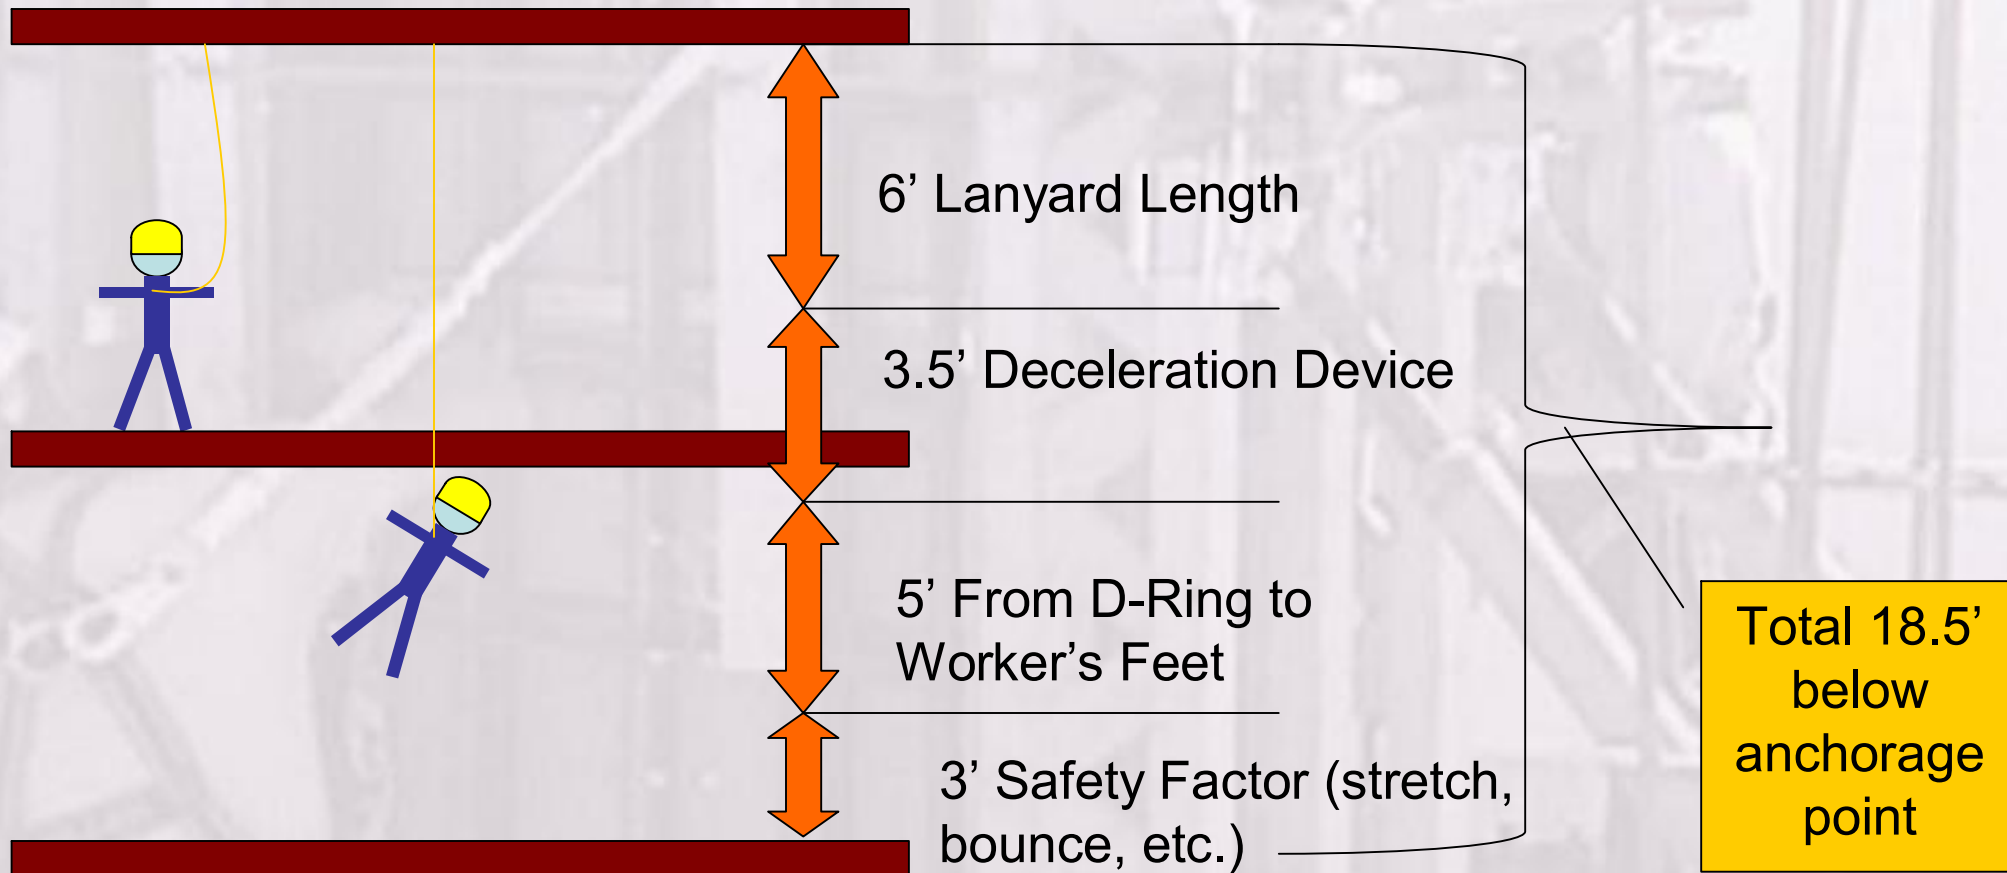 6’ Lanyard Length
3.5’ Deceleration Device
5’ From D-Ring to
Worker’s Feet
3’ Safety Factor (stretch,
bounce, etc.)
Total 18.5’
below
anchorage
point